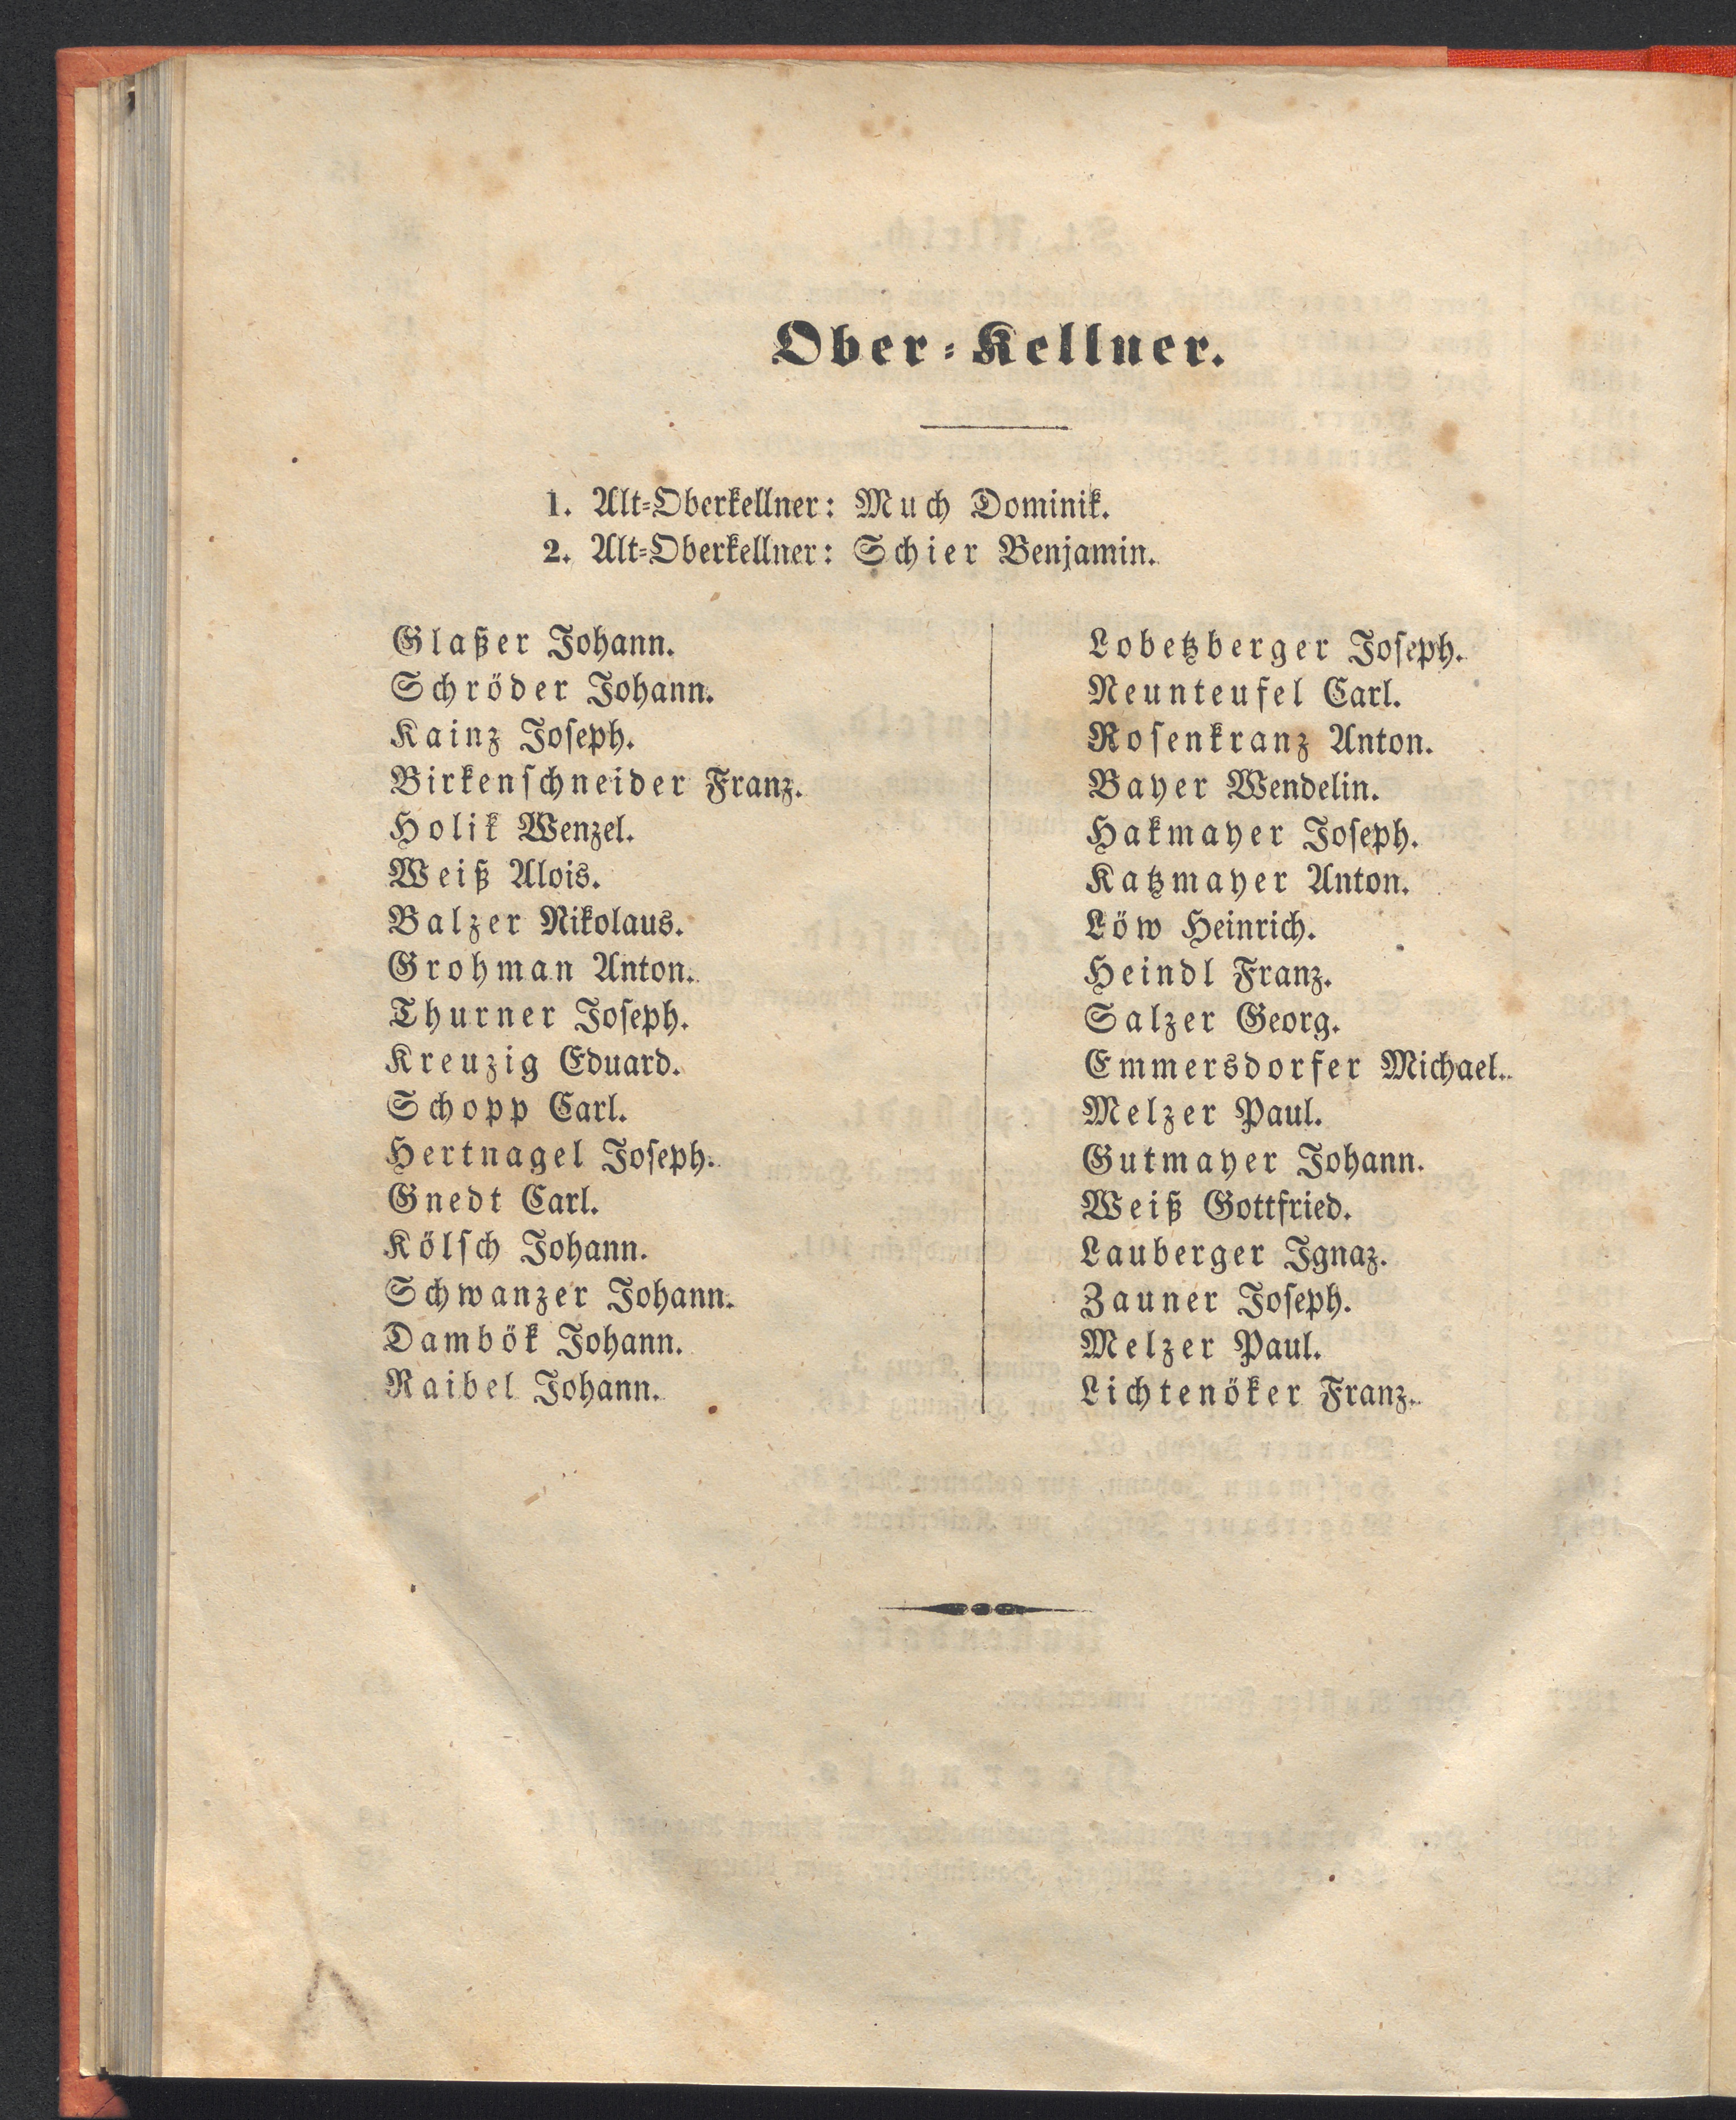 Ober-Kellner.
1. Alt-Oberkellner: Much Dominik.
2. Alt-Oberkellner: Schier Benjamin.
Glaßer Johann.
Schröder Johann.
Kainz Joseph.
Birkenschneider Franz.
Holik Wenzel.
Weiß Alois.
Balzer Nikolaus.
Grohman Anton.
Thurner Joseph.
Kreuzig Eduard.
Schopp Carl.
Hertnagel Joseph.
Gnedt Carl.
Kölsch Johann.
Schwanzer Johann.
Dambök Johann.
Raibel Johann.
Lobetzberger Joseph.
Neunteufel Carl.
Rosenkranz Anton.
Bayer Wendelin.
Hakmayer Joseph.
Katzmayer Anton.
Löw Heinrich.
Heindl Franz.
Salzer Georg.
Emmersdorfer Michael.
Melzer Paul.
Gutmayer Johann.
Weiß Gottfried.
Lauberger Ignaz.
Zauner Joseph.
Melzer Paul.
Lichtenöker Franz.